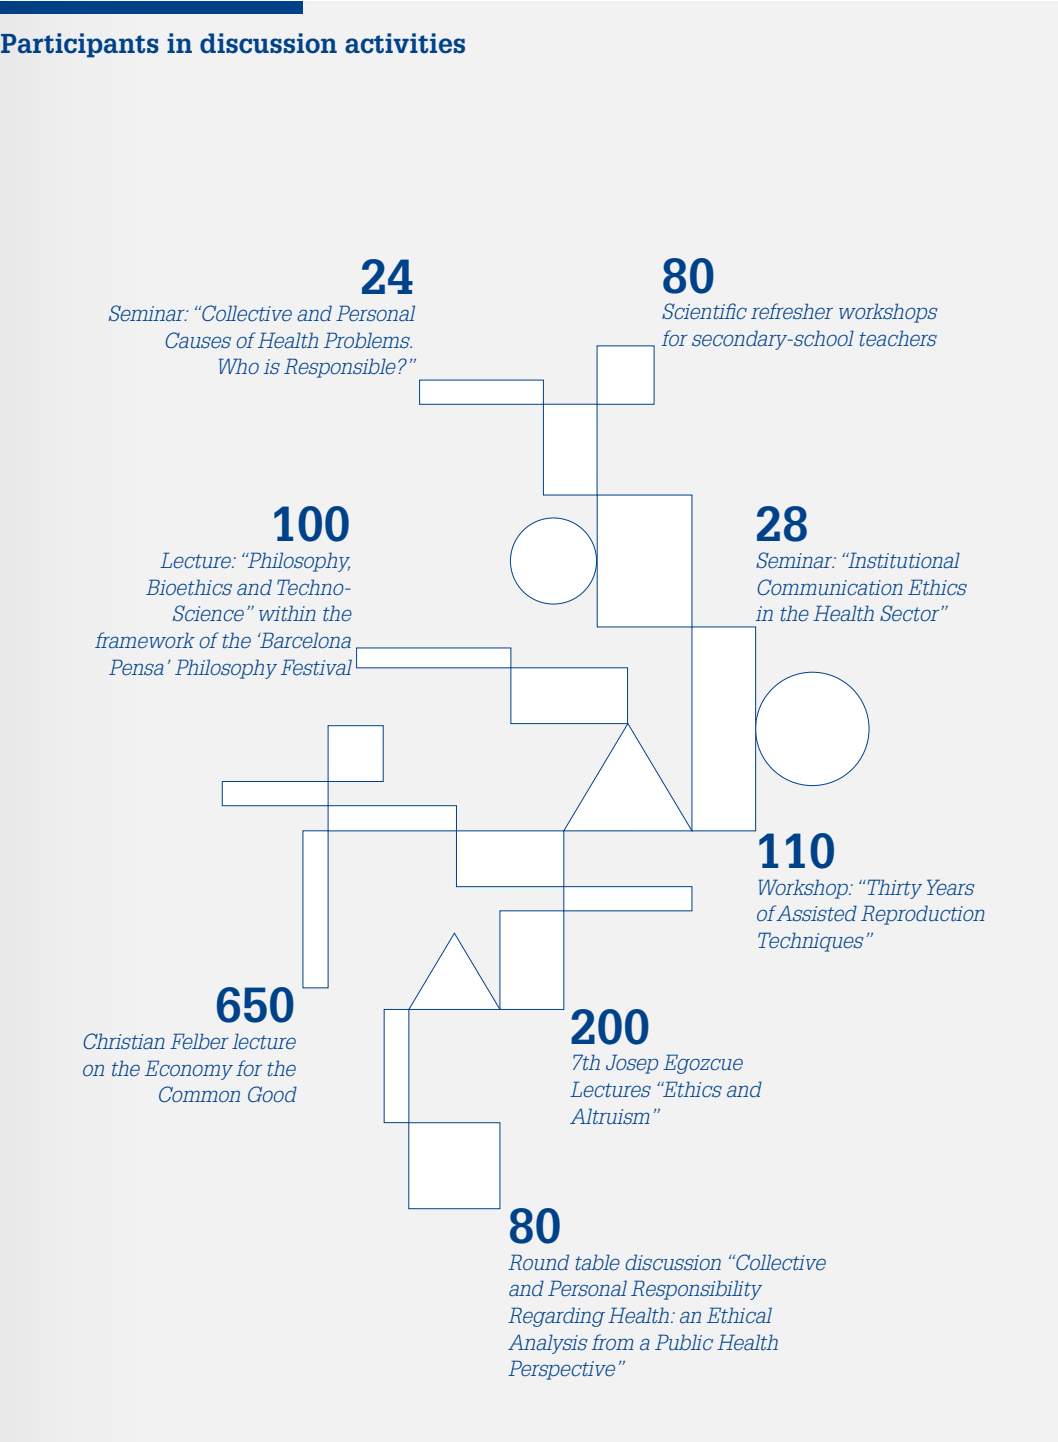 Participants in discussion activities
24
Seminar: “Collective and Personal
Causes of Health Problems.
Who is Responsible?”
80
Scientific refresher workshops
for secondary-school teachers
100
Lecture: “Philosophy,
Bioethics and Techno-
Science” within the
framework of the ‘Barcelona
Pensa’ Philosophy Festival
28
Seminar: “Institutional
Communication Ethics
in the Health Sector”
110
Workshop: “Thirty Years
of Assisted Reproduction
Techniques”
650
Christian Felber lecture
on the Economy for the
Common Good
200
7th Josep Egozcue
Lectures “Ethics and
Altruism”
80
Round table discussion “Collective
and Personal Responsibility
Regarding Health: an Ethical
Analysis from a Public Health
Perspective”